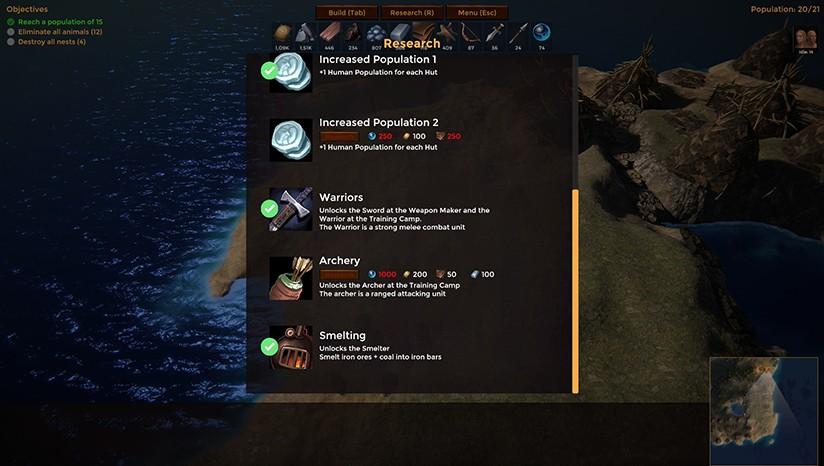 Objectives
Reach a population of 15
Eliminate all animals (12)
Destroy all nests (4)
Build (Tab)
Research (R)
Menu (Esc)
Population: 20/21
1,09K
1,51K
446
234
807
409
87
36
24
74
Research
Increased Population 1
+1 Human Population for each Hut
Increased Population 2
250 100 250
+1 Human Population for each Hut
Warriors
Unlocks the Sword at the Weapon Maker and the
Warrior at the Training Camp.
The Warrior is a strong melee combat unit
Archery
1000 200 50 100
Unlocks the Archer at the Training Camp
The archer is a ranged attacking unit
Smelting
Unlocks the Smelter
Smelt iron ores + coal into iron bars